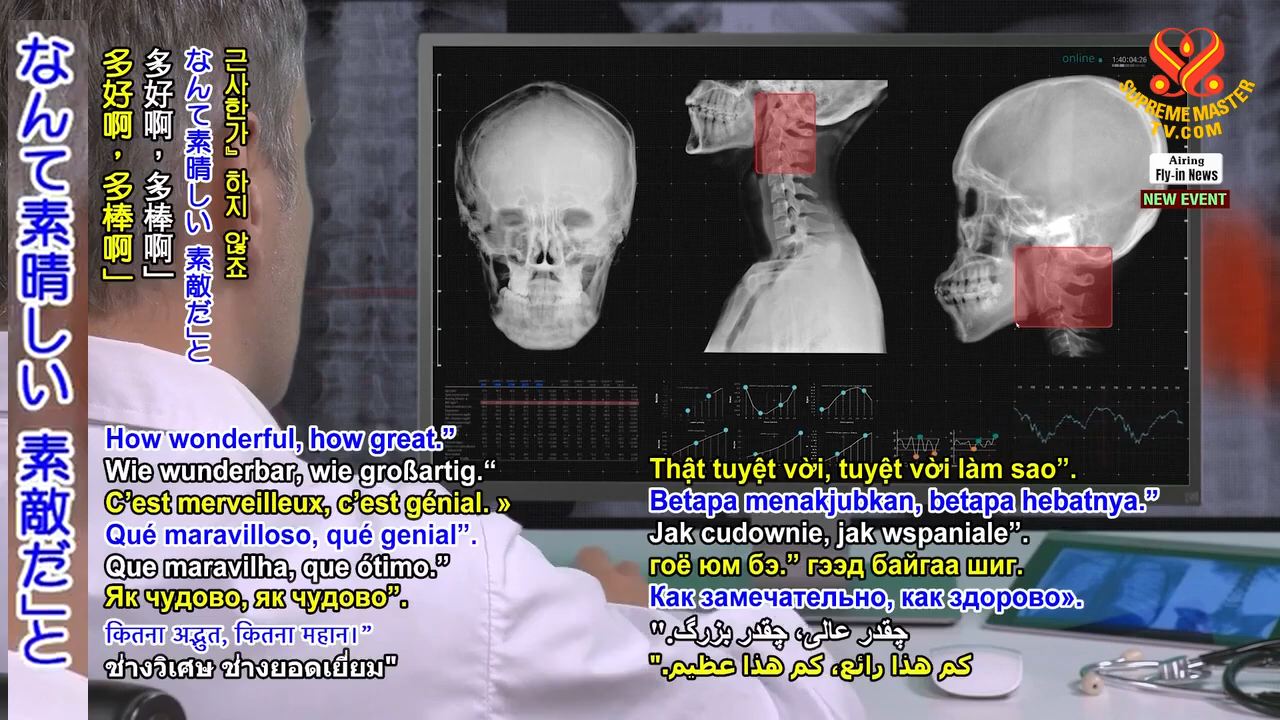 なんて素晴しい 素敵だ」と
多好啊，多棒啊」
多好啊，多棒啊」
なんて素晴しい 素敵だ」と
근사한가』하지 않죠
online
1:40:04:26
SUPREME MASTER
TV.COM
Airing
Fly-in News
NEW EVENT
How wonderful, how great.”
Wie wunderbar, wie großartig.“
C’est merveilleux, c’est génial. »
Qué maravilloso, qué genial”.
Que maravilha, que ótimo.”
Як чудово, як чудово”.
कितना अद्भुत, कितना महान।”
ช่างวิเศษ ช่างยอดเยี่ยม"
Thật tuyệt vời, tuyệt vời làm sao”.
Betapa menakjubkan, betapa hebatnya.”
Jak cudownie, jak wspaniale”.
гоё юм бэ.” гээд байгаа шиг.
Как замечательно, как здорово».
چقدر عالی، چقدر بزرگ."
كم هذا رائع، كم هذا عظيم."